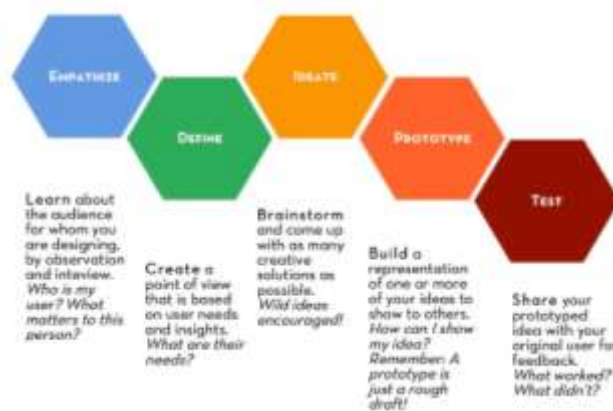 EMPATHIZE
DEFINE
IDEATE
PROTOTYPE
TEST
Learn about
the audience
for whom you
are designing,
by observation
and inteview.
Who is my
user? What
matters to this
person?
Create a
point of view
that is based
on user needs
and insights.
What are their
needs?
Brainstorm
and come up
with as many
creative
solutions as
possible.
Wild ideas
encouraged!
Build a
representation
of one or more
of your ideas to
show to others.
How can I show
my idea?
Remember: A
prototype is
just a rough
draft!
Share your
prototyped
idea with your
original user for
feedback.
What worked?
What didn't?